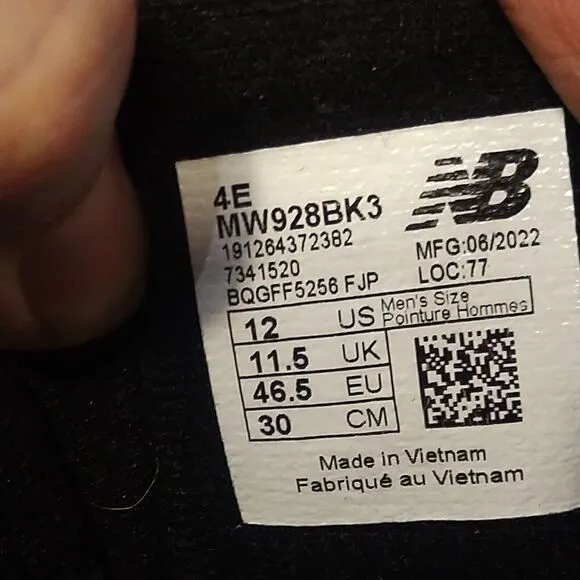 4E
MW928BK3
191264372382
7341520
BQGFF5256 FJP
NB
MFG:06/2022
LOC:77
12 US Men's Size
Pointure Hommes
11.5 UK
46.5 EU
30 CM
Made in Vietnam
Fabriqué au Vietnam